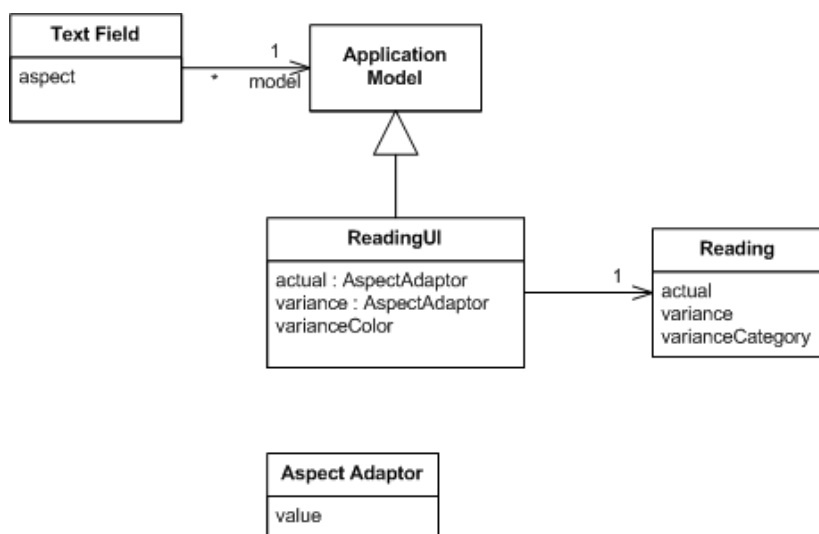 Text Field
aspect
1
*
model
Application
Model
ReadingUI
actual : AspectAdaptor
variance : AspectAdaptor
varianceColor
1
Reading
actual
variance
varianceCategory
Aspect Adaptor
value